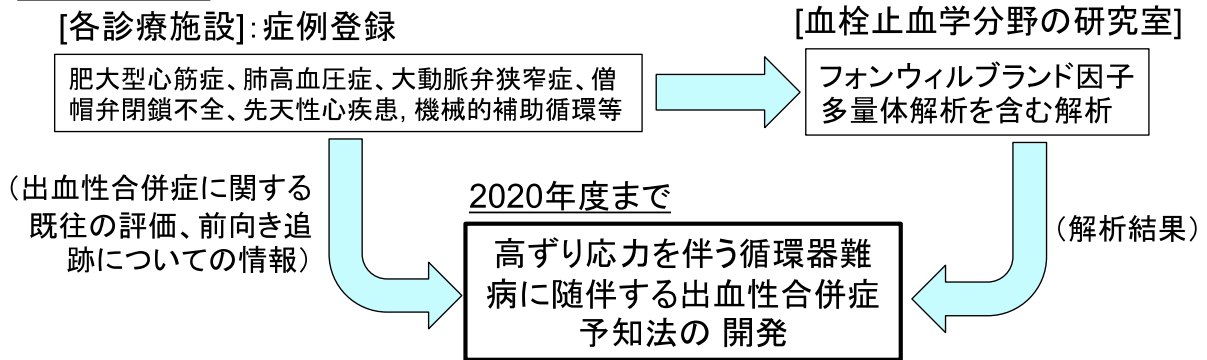 [各診療施設]:症例登録
[血栓止血学分野の研究室]
肥大型心筋症、肺高血圧症、大動脈弁狭窄症、僧
帽弁閉鎖不全、先天性心疾患, 機械的補助循環等
フォンウィルブランド因子
多量体解析を含む解析
（出血性合併症に関する
既往の評価、前向き追
跡についての情報）
2020年度まで
（解析結果）
高ずり応力を伴う循環器難
病に随伴する出血性合併症
予知法の 開発